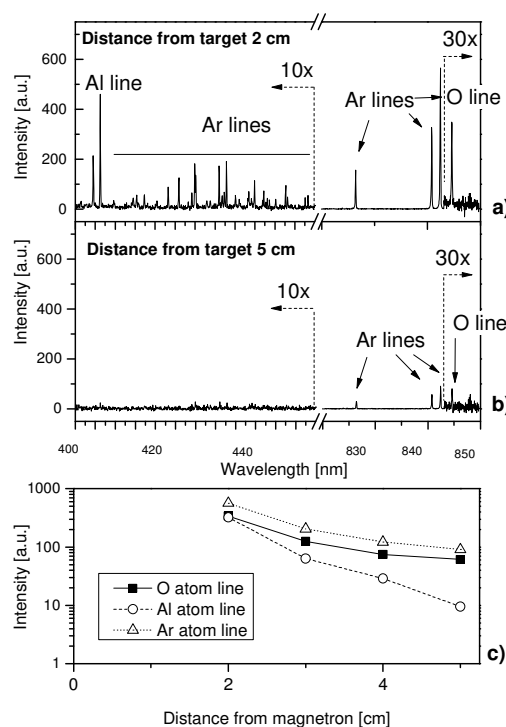 Distance from target 2 cm
30x
10x
Al line
O line
Ar lines
Ar lines
Intensity [a.u.]
600
400
200
0
a)
Distance from target 5 cm
30x
10x
O line
Ar lines
Intensity [a.u.]
600
400
200
0
b)
400 420 440 830 840 850
Wavelength [nm]
1000
100
10
1
Intensity [a.u.]
O atom line
Al atom line
Ar atom line
c)
0 2 4
Distance from magnetron [cm]